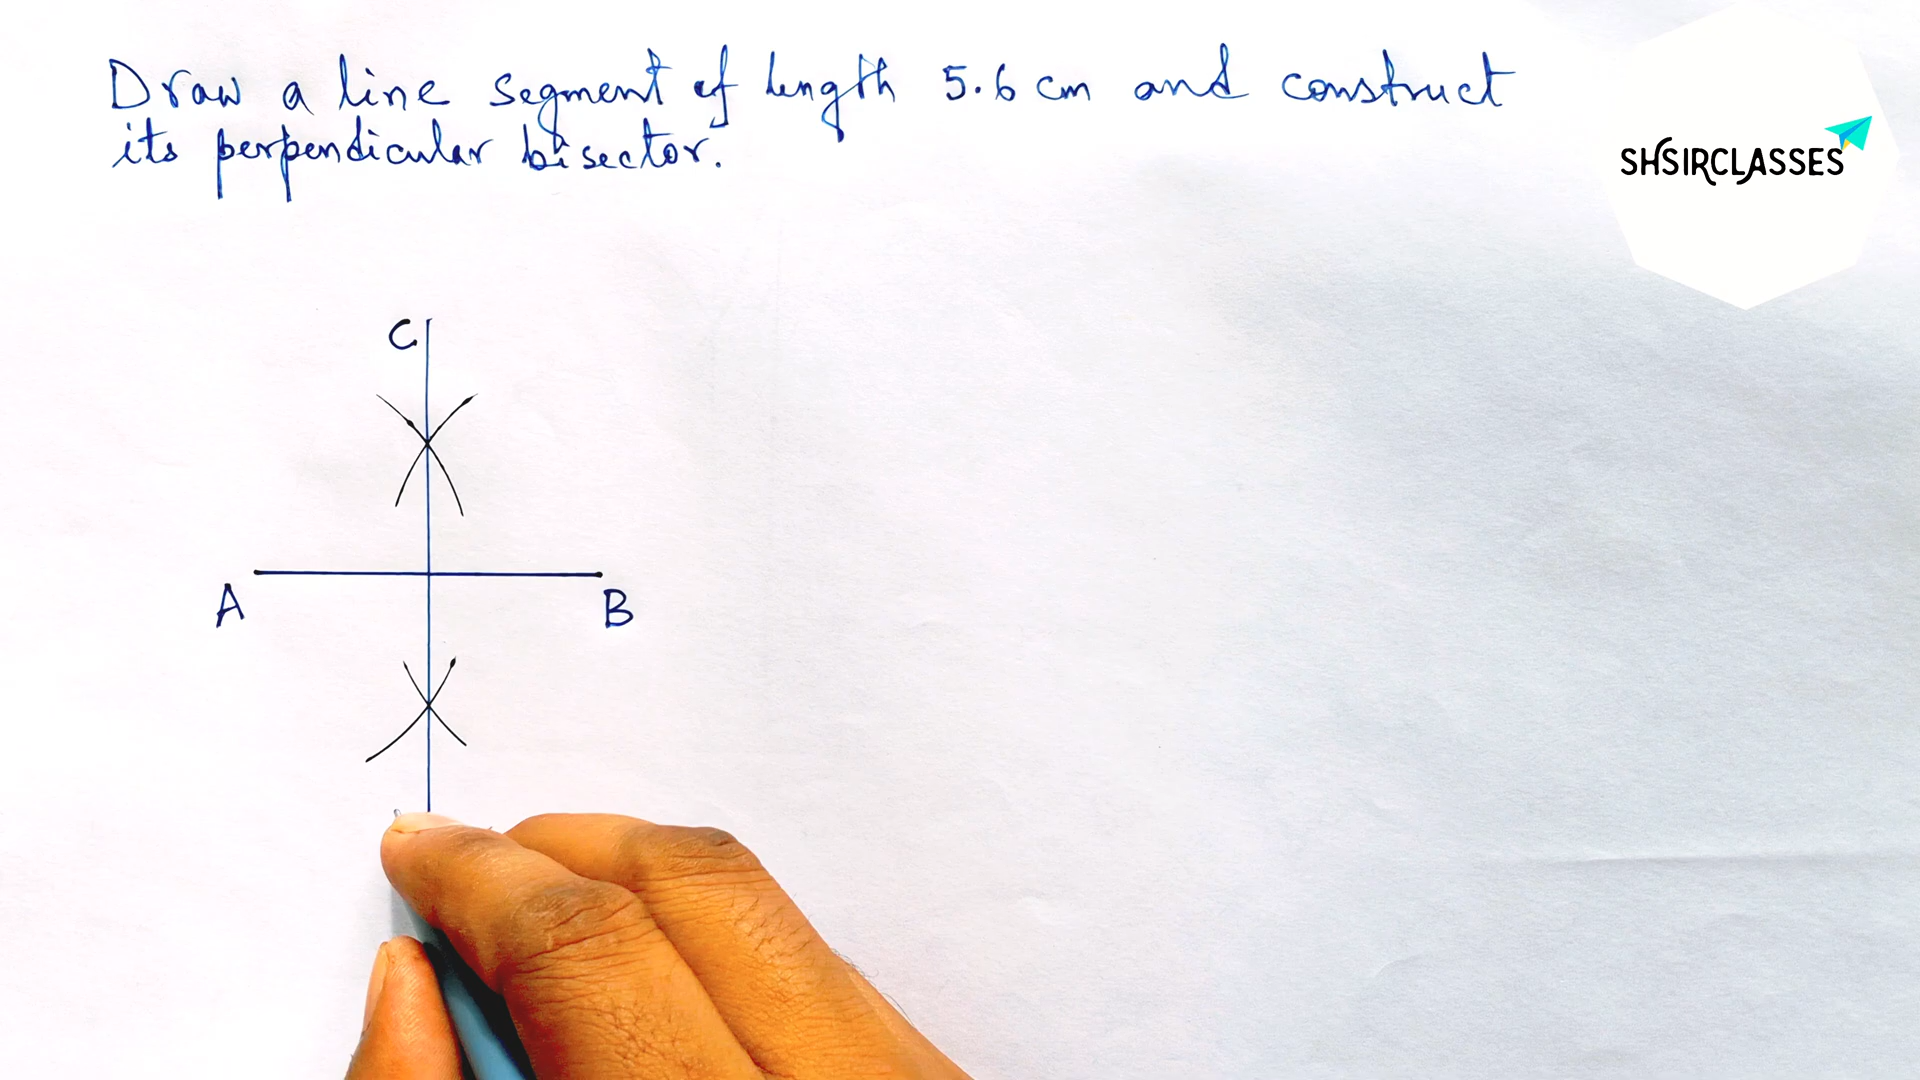 Draw a line segment of length 5.6 cm and construct
its perpendicular bisector.
SHSIRCLASSES
C
A
B